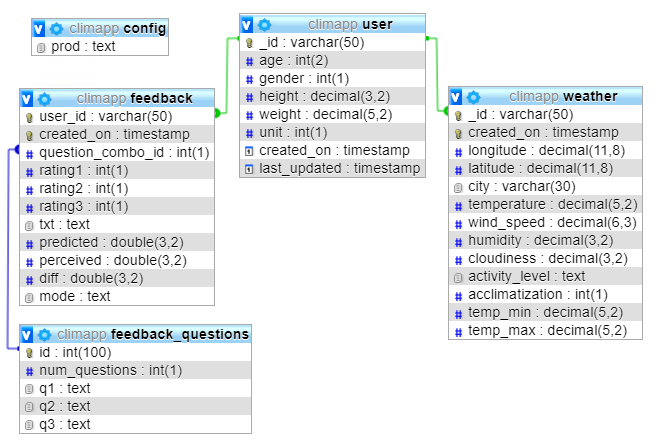 climapp config
prod : text
climapp user
_id : varchar(50)
age : int(2)
gender : int(1)
height : decimal(3,2)
weight : decimal(5,2)
unit : int(1)
created_on : timestamp
last_updated : timestamp
climapp feedback
user_id : varchar(50)
created_on : timestamp
question_combo_id : int(1)
rating1 : int(1)
rating2 : int(1)
rating3 : int(1)
txt : text
predicted : double(3,2)
perceived : double(3,2)
diff : double(3,2)
mode : text
climapp weather
_id : varchar(50)
created_on : timestamp
longitude : decimal(11,8)
latitude : decimal(11,8)
city : varchar(30)
temperature : decimal(5,2)
wind_speed : decimal(6,3)
humidity : decimal(3,2)
cloudiness : decimal(3,2)
activity_level : text
acclimatization : int(1)
temp_min : decimal(5,2)
temp_max : decimal(5,2)
climapp feedback_questions
id : int(100)
num_questions : int(1)
q1 : text
q2 : text
q3 : text